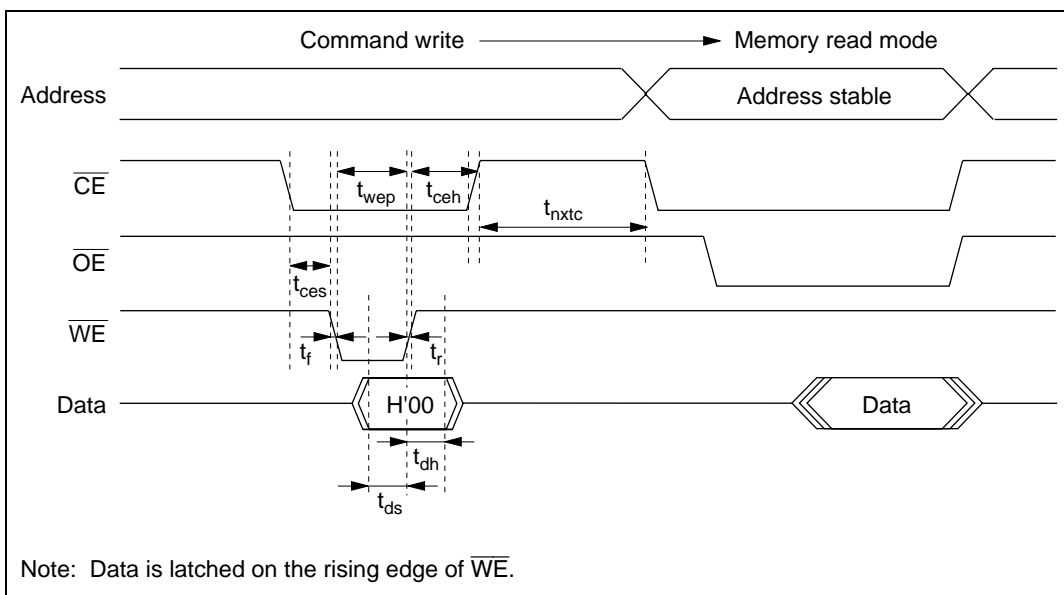 Command write Memory read mode
Address Address stable
CE
t_wep t_ceh
t_nxtc
OE
t_ces
WE
t_f t_r
Data H'00 Data
t_dh
t_ds
Note: Data is latched on the rising edge of WE.